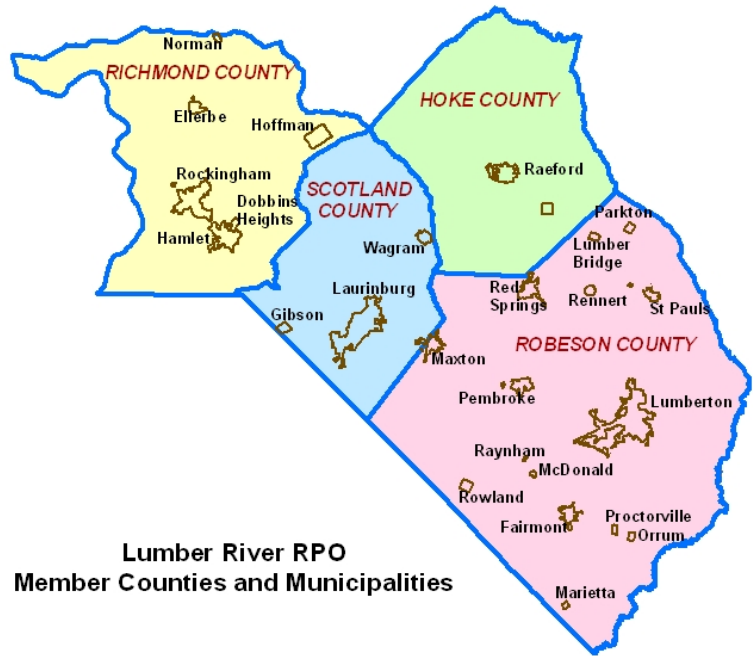 Norman
RICHMOND COUNTY
Ellerbe
Hoffman
Rockingham
Dobbins
Heights
Hamlet
HOKE COUNTY
Raeford
SCOTLAND
COUNTY
Wagram
Laurinburg
Gibson
Parkton
Lumber
Bridge
Red
Springs
Rennert
St Pauls
ROBESON COUNTY
Maxton
Pembroke
Lumberton
Raynham
McDonald
Rowland
Fairmont
Proctorville
Orrum
Marietta
Lumber River RPO
Member Counties and Municipalities